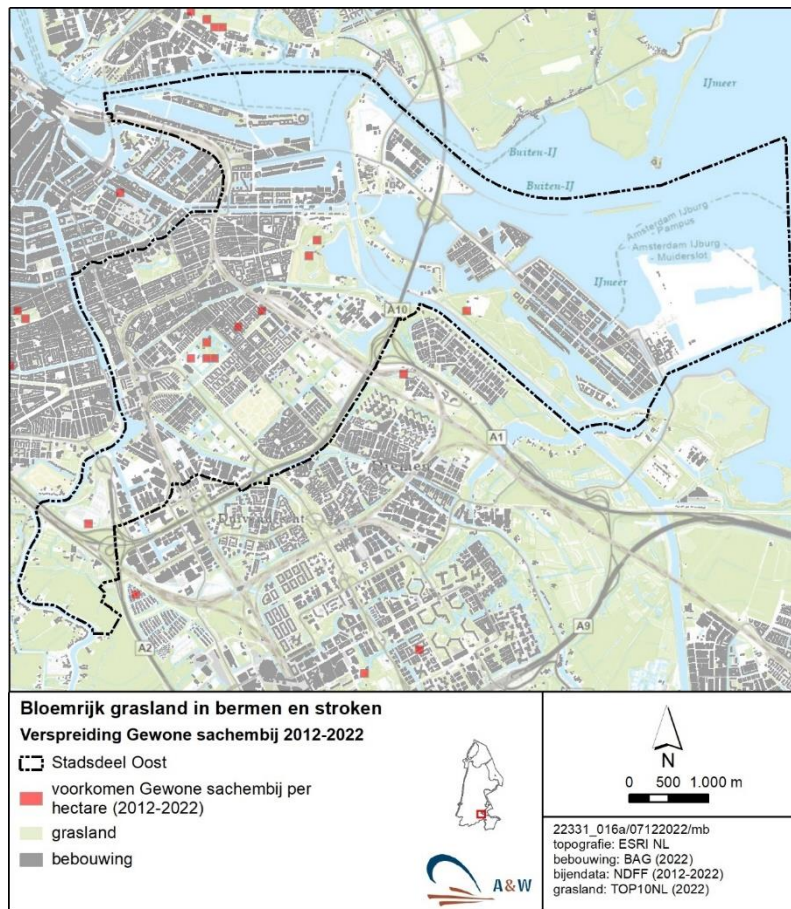 IJmeer
Buiten-IJ
Buiten-IJ
Amsterdam IJburg
- Pampus
Amsterdam IJburg
- Muiderslot
IJmeer
A10
A1
Diemen
Duivendrecht
A9
A2
Bloemrijk grasland in bermen en stroken
Verspreiding Gewone sachembij 2012-2022
Stadsdeel Oost
voorkomen Gewone sachembij per
hectare (2012-2022)
grasland
bebouwing
A&W
N
0 500 1.000 m
22331_016a/07122022/mb
topografie: ESRI NL
bebouwing: BAG (2022)
bijendata: NDFF (2012-2022)
grasland: TOP10NL (2022)